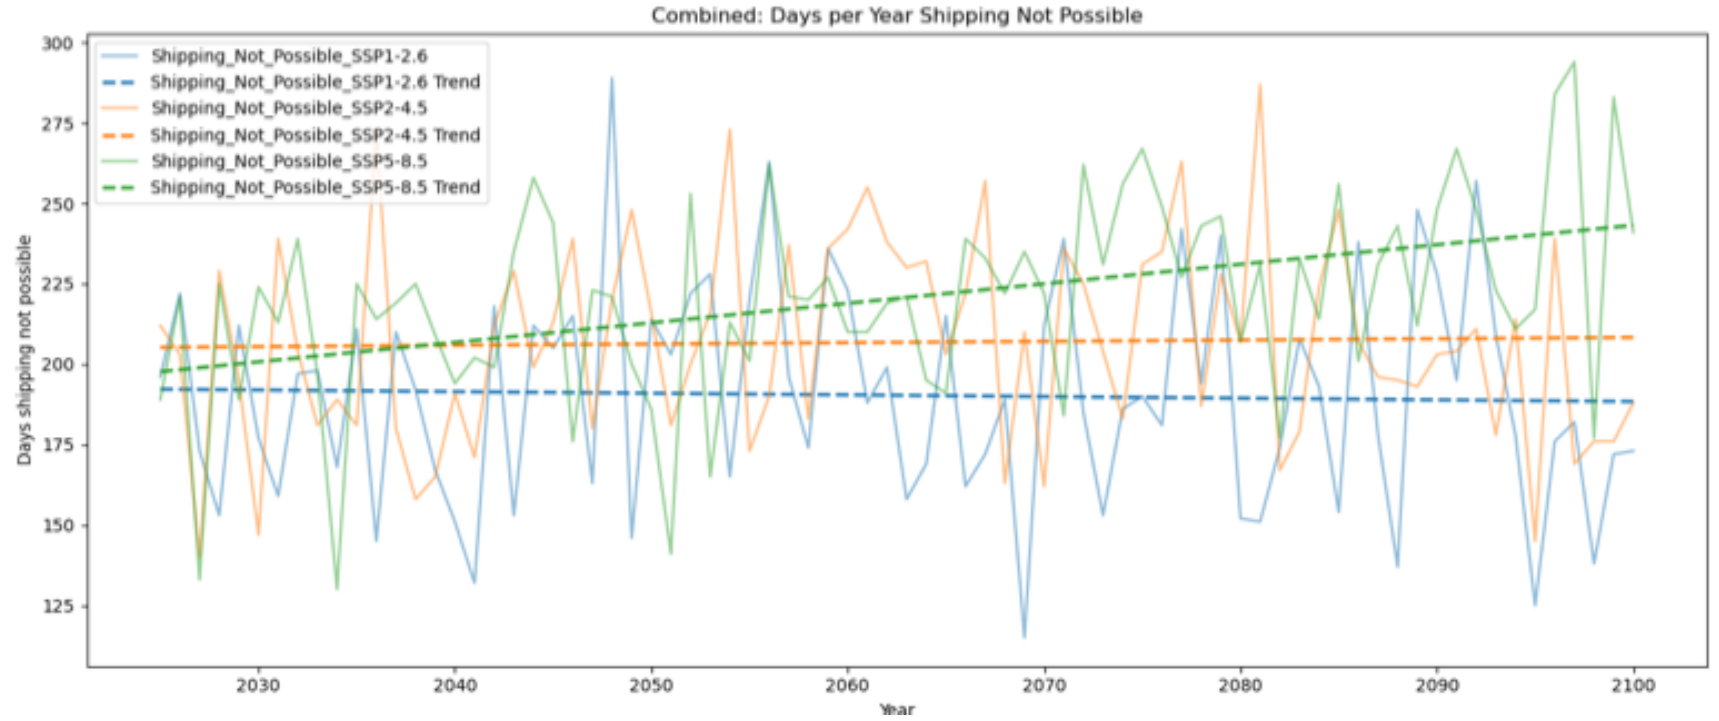 Combined: Days per Year Shipping Not Possible
300
275
250
225
200
175
150
125
Days shipping not possible
Shipping_Not_Possible_SSP1-2.6
Shipping_Not_Possible_SSP1-2.6 Trend
Shipping_Not_Possible_SSP2-4.5
Shipping_Not_Possible_SSP2-4.5 Trend
Shipping_Not_Possible_SSP5-8.5
Shipping_Not_Possible_SSP5-8.5 Trend
2030 2040 2050 2060 2070 2080 2090 2100
Year